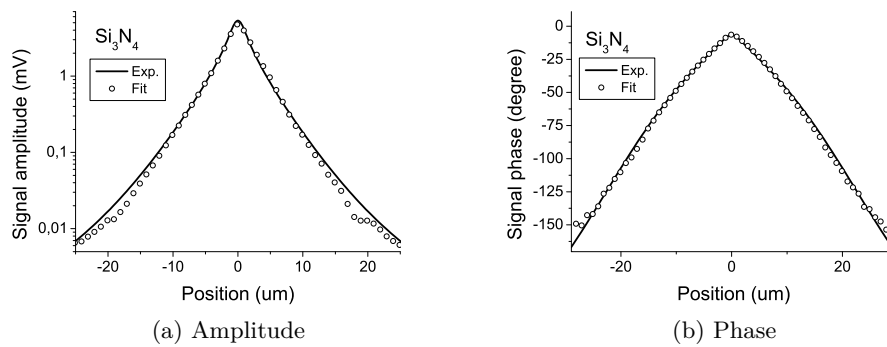 Si3N4
Exp.
Fit
Signal amplitude (mV)
1
0,1
0,01
-20 -10 0 10 20
Position (um)
(a) Amplitude
Si3N4
Exp.
Fit
Signal phase (degree)
0
-25
-50
-75
-100
-125
-150
-20 0 20
Position (um)
(b) Phase